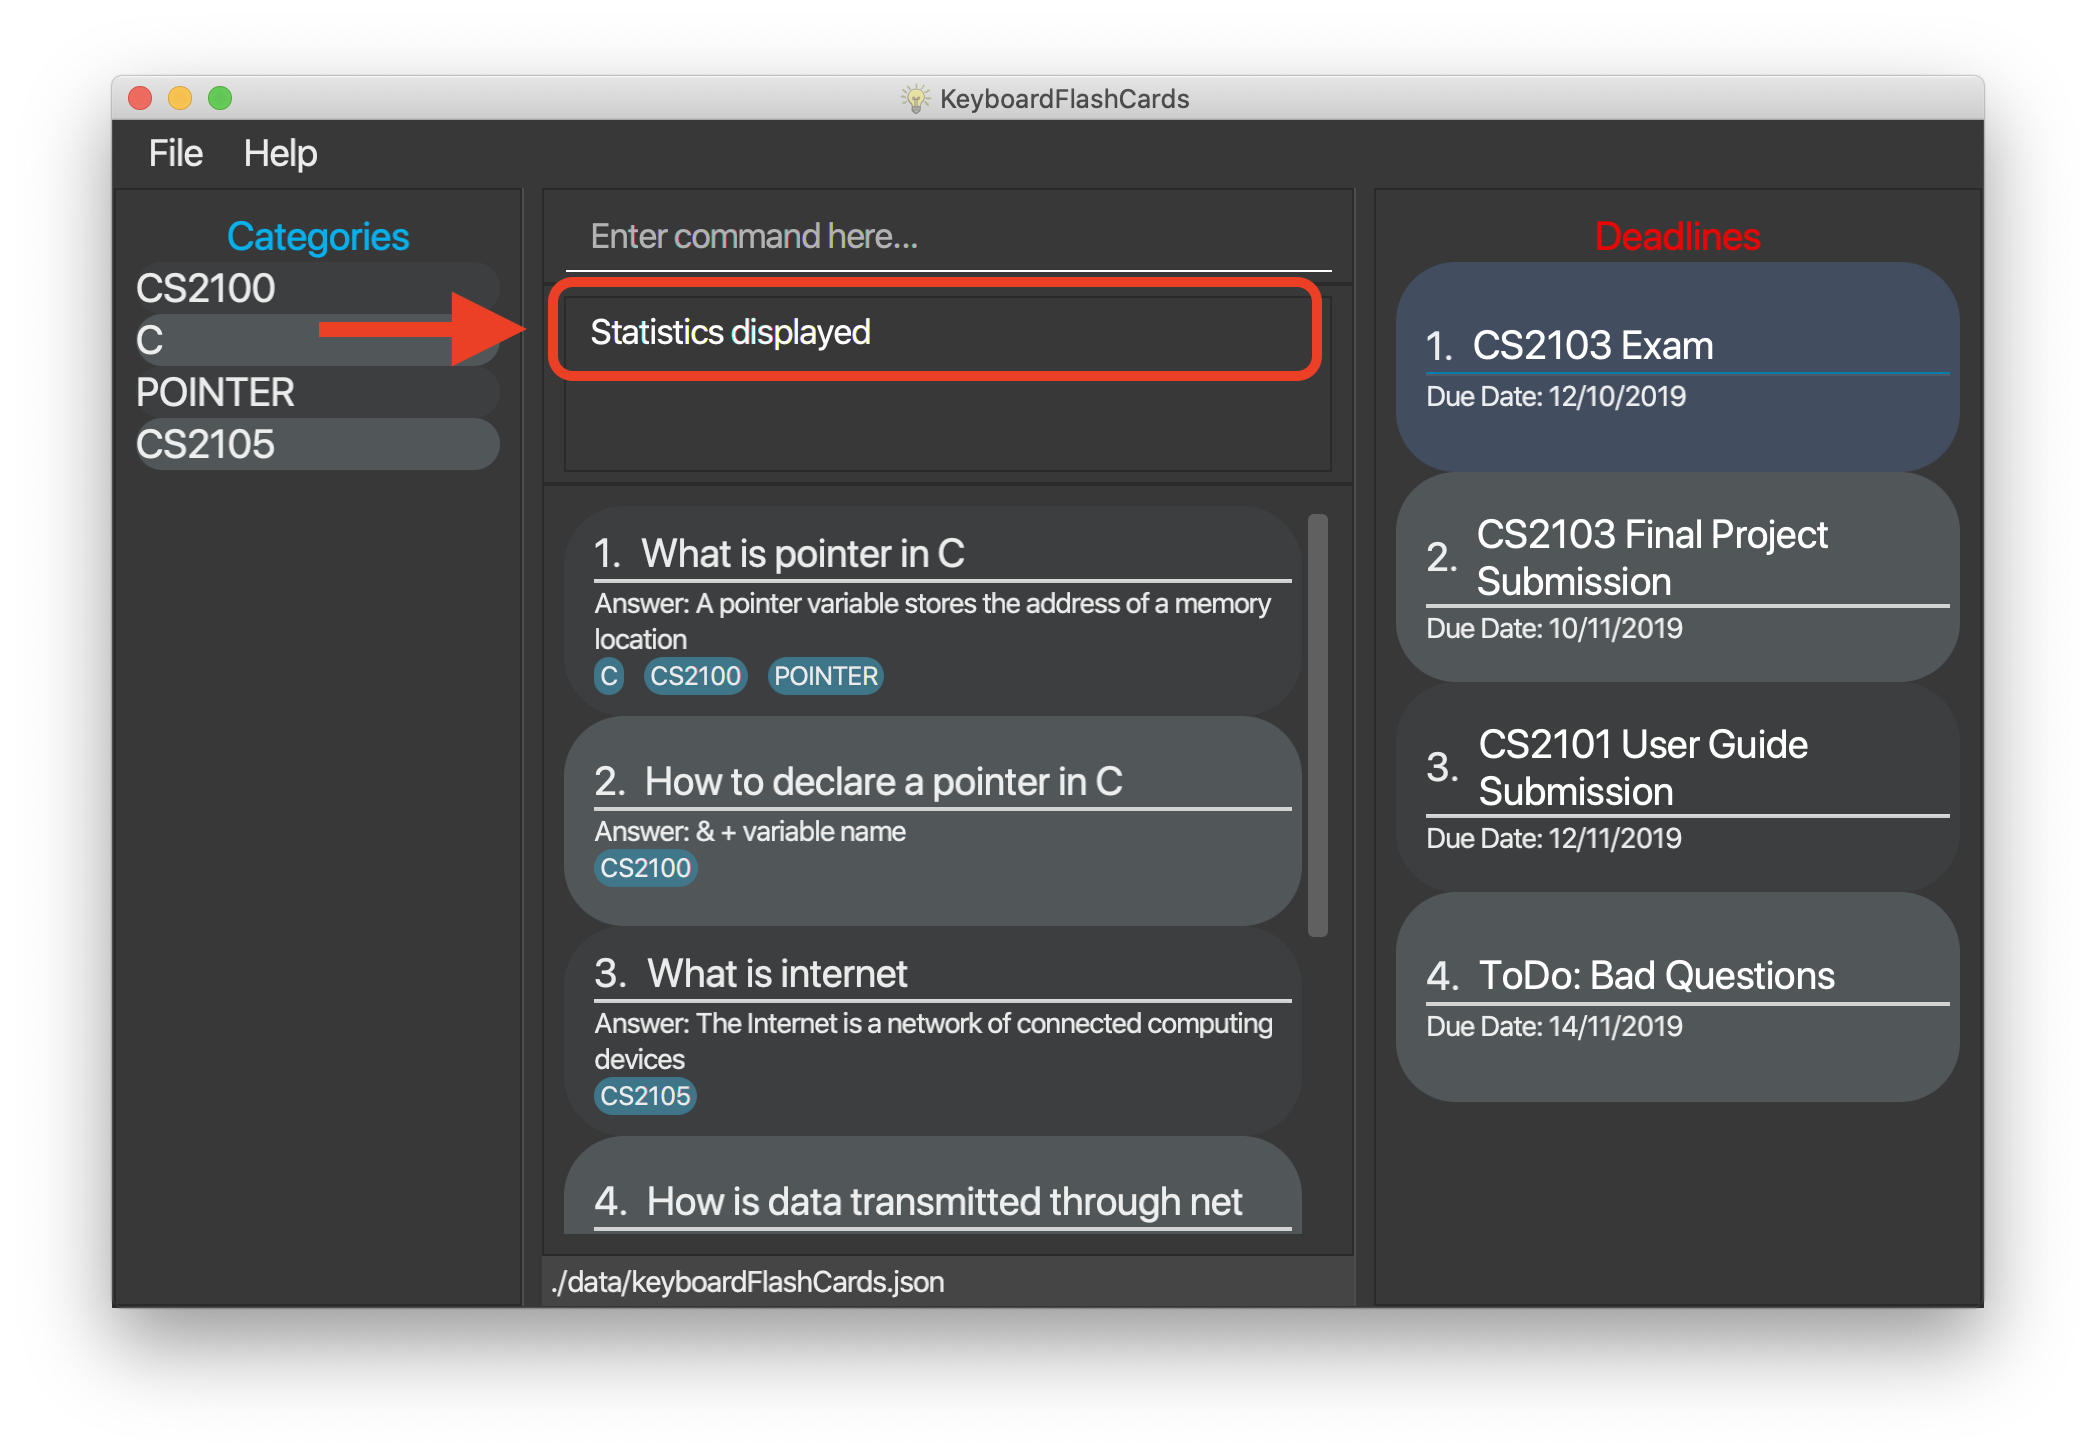 KeyboardFlashCards
File Help
Categories
CS2100
C
POINTER
CS2105
Enter command here...
Statistics displayed
1. What is pointer in C
Answer: A pointer variable stores the address of a memory
location
C CS2100 POINTER
2. How to declare a pointer in C
Answer: & + variable name
CS2100
3. What is internet
Answer: The Internet is a network of connected computing
devices
CS2105
4. How is data transmitted through net
./data/keyboardFlashCards.json
Deadlines
1. CS2103 Exam
Due Date: 12/10/2019
2. CS2103 Final Project
Submission
Due Date: 10/11/2019
3. CS2101 User Guide
Submission
Due Date: 12/11/2019
4. ToDo: Bad Questions
Due Date: 14/11/2019